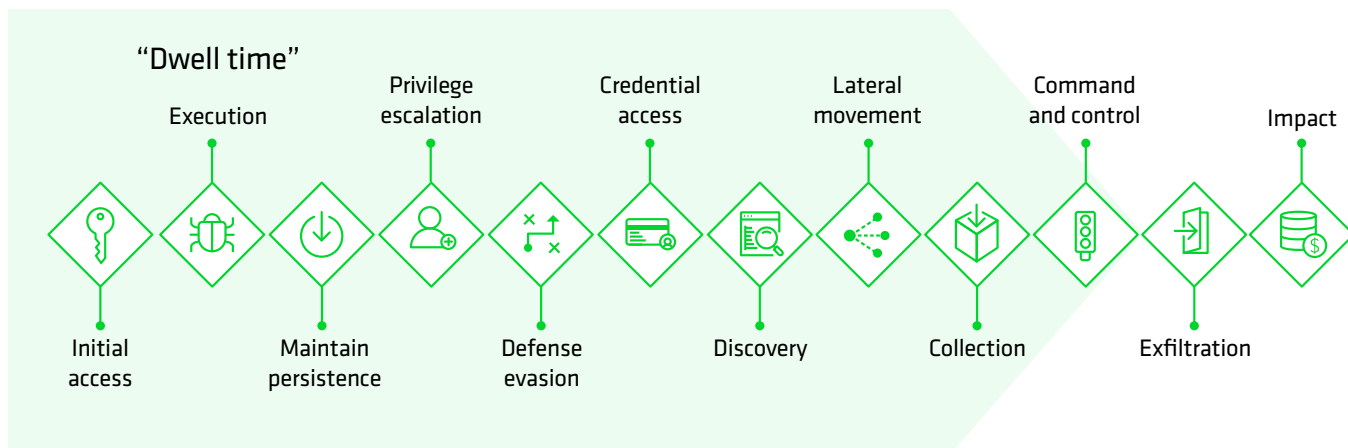 “Dwell time”
Execution
Privilege
escalation
Credential
access
Lateral
movement
Command
and control
Impact
$
Initial
access
Maintain
persistence
Defense
evasion
Discovery
Collection
Exfiltration